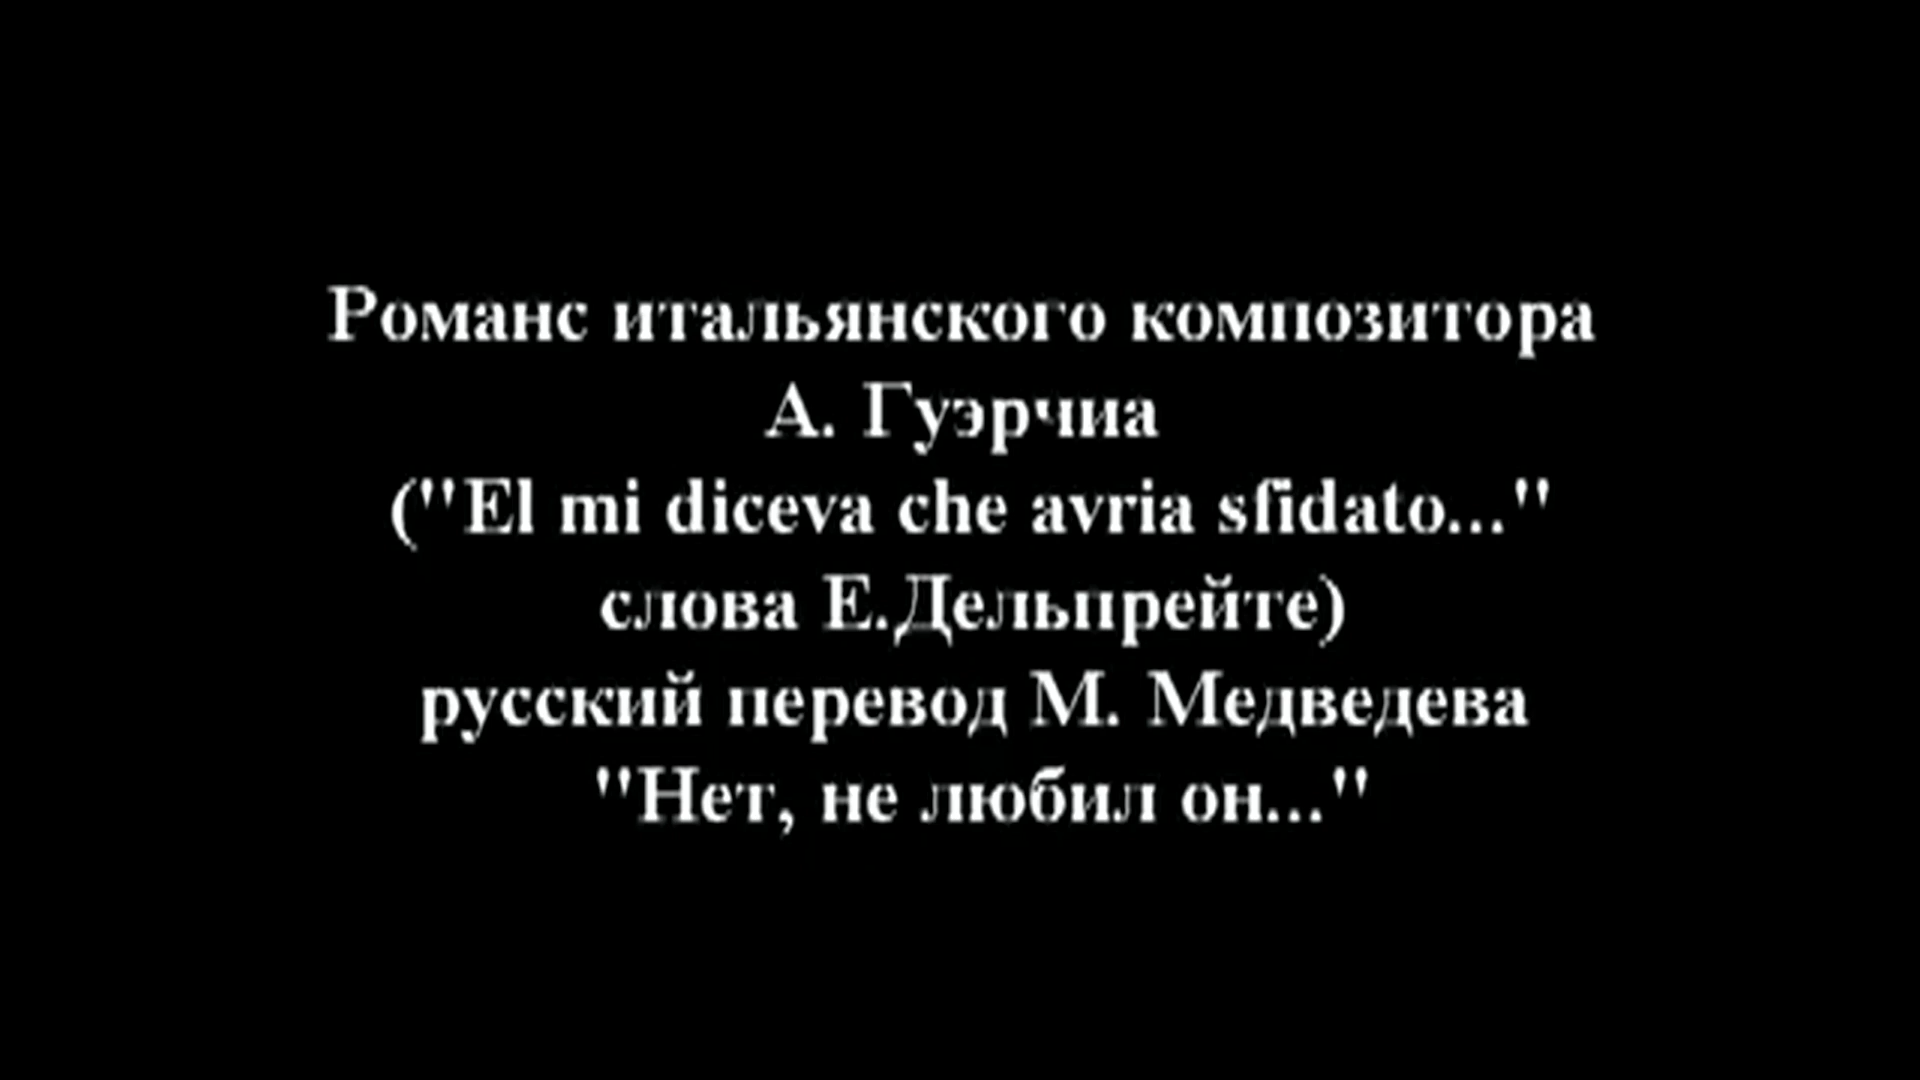 Романс итальянского композитора
А. Гуэрчиа
(''El mi diceva che avria sfidato...''
слова Е.Дельпрейте)
русский перевод М. Медведева
''Нет, не любил он...''